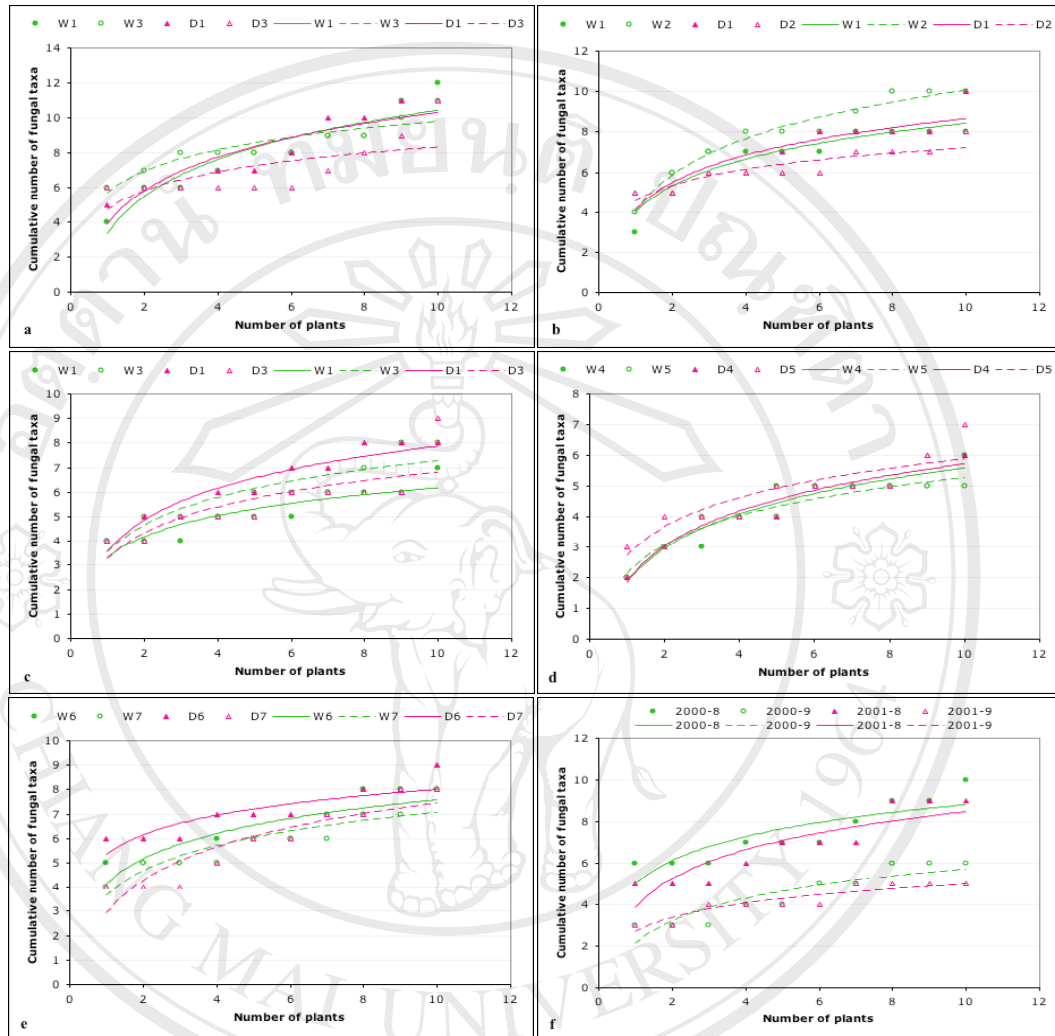 W1 W3 D1 D3 W1 W3 D1 D3
14
12
10
8
6
4
2
0
0 2 4 6 8 10 12
Cumulative number of fungal taxa
Number of plants
a
W1 W2 D1 D2 W1 W2 D1 D2
12
10
8
6
4
2
0
0 2 4 6 8 10 12
Cumulative number of fungal taxa
Number of plants
b
W1 W3 D1 D3 W1 W3 D1 D3
10
9
8
7
6
5
4
3
2
1
0
0 2 4 6 8 10 12
Cumulative number of fungal taxa
Number of plants
c
W4 W5 D4 D5 W4 W5 D4 D5
8
7
6
5
4
3
2
1
0
0 2 4 6 8 10 12
Cumulative number of fungal taxa
Number of plants
d
W6 W7 D6 D7 W6 W7 D6 D7
10
9
8
7
6
5
4
3
2
1
0
0 2 4 6 8 10 12
Cumulative number of fungal taxa
Number of plants
e
2000-8 2000-9 2001-8 2001-9
2000-8 2000-9 2001-8 2001-9
12
10
8
6
4
2
0
0 2 4 6 8 10 12
Cumulative number of fungal taxa
Number of plants
f
CHIANG MAI UNIVERSITY 1964